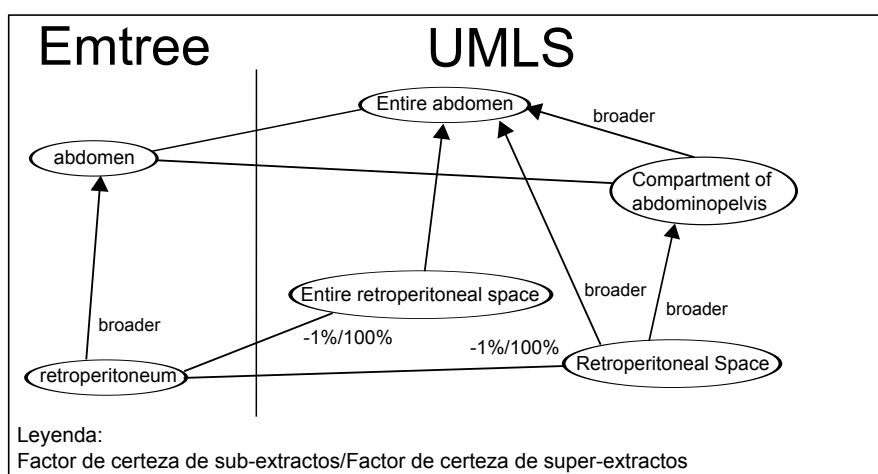 Emtree
UMLS
Entire abdomen
broader
abdomen
Compartment of
abdominopelvis
Entire retroperitoneal space
broader
broader
broader
-1%/100%
-1%/100%
retroperitoneum
Retroperitoneal Space
Leyenda:
Factor de certeza de sub-extractos/Factor de certeza de super-extractos